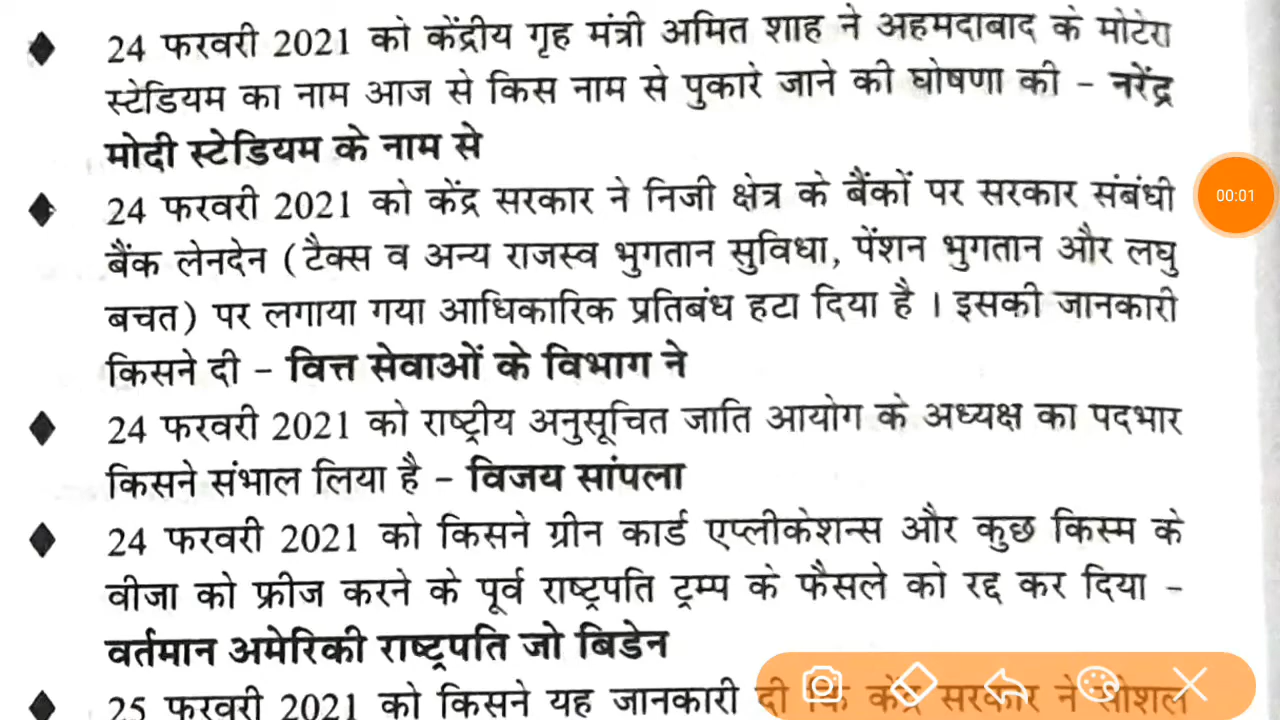 24 फरवरी 2021 को केंद्रीय गृह मंत्री अमित शाह ने अहमदाबाद के मोटेरा
स्टेडियम का नाम आज से किस नाम से पुकारे जाने की घोषणा की - नरेंद्र
मोदी स्टेडियम के नाम से
24 फरवरी 2021 को केंद्र सरकार ने निजी क्षेत्र के बैंकों पर सरकार संबंधी
00:01
बैंक लेनदेन (टैक्स व अन्य राजस्व भुगतान सुविधा, पेंशन भुगतान और लघु
बचत) पर लगाया गया आधिकारिक प्रतिबंध हटा दिया है । इसकी जानकारी
किसने दी - वित्त सेवाओं के विभाग ने
24 फरवरी 2021 को राष्ट्रीय अनुसूचित जाति आयोग के अध्यक्ष का पदभार
किसने संभाल लिया है - विजय सांपला
24 फरवरी 2021 को किसने ग्रीन कार्ड एप्लीकेशन्स और कुछ किस्म के
वीजा को फ्रीज करने के पूर्व राष्ट्रपति ट्रम्प के फैसले को रद्द कर दिया -
वर्तमान अमेरिकी राष्ट्रपति जो बिडेन
25 फरवरी 2021 को किसने यह जानकारी दी कि केंद्र सरकार ने सोशल